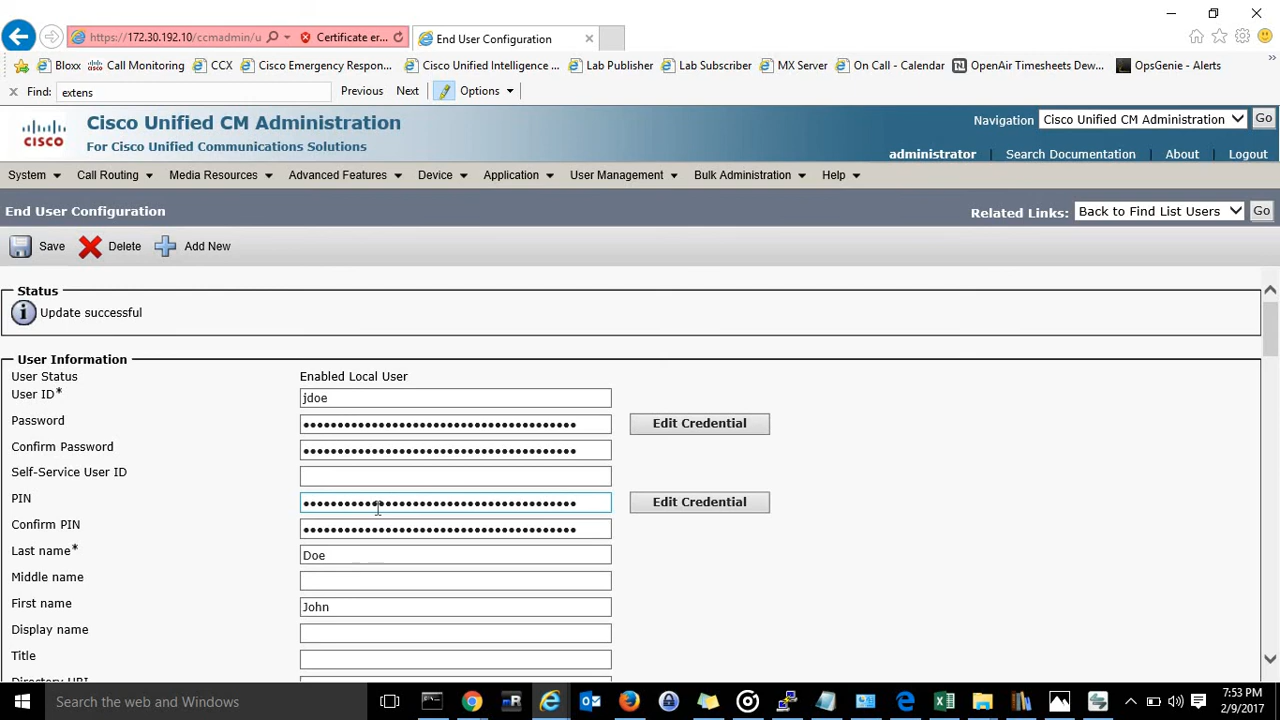 https://172.30.192.10/ccmadmin/u Certificate er... End User Configuration
Bloxx Call Monitoring CCX Cisco Emergency Respon... Cisco Unified Intelligence ... Lab Publisher Lab Subscriber MX Server On Call - Calendar OpenAir Timesheets Dew... OpsGenie - Alerts
Find: extens Previous Next Options
Cisco Unified CM Administration
Navigation Cisco Unified CM Administration Go
CISCO For Cisco Unified Communications Solutions
administrator Search Documentation About Logout
System Call Routing Media Resources Advanced Features Device Application User Management Bulk Administration Help
End User Configuration Related Links: Back to Find List Users Go
Save Delete Add New
Status
Update successful
User Information
User Status Enabled Local User
User ID* jdoe
Password Edit Credential
Confirm Password
Self-Service User ID
PIN Edit Credential
Confirm PIN
Last name* Doe
Middle name
First name John
Display name
Title
Directory URI
Search the web and Windows
7:53 PM
2/9/2017